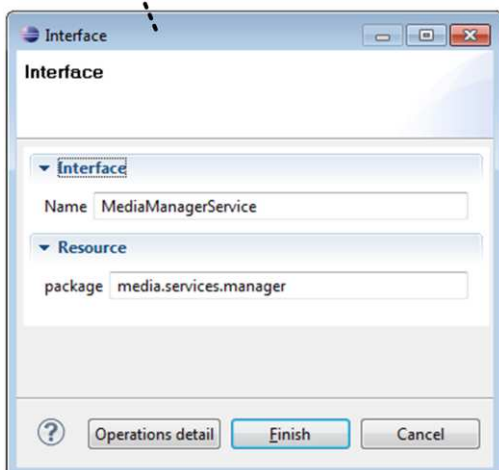 Interface
Interface
Interface
Name MediaManagerService
Resource
package media.services.manager
? Operations detail Finish Cancel